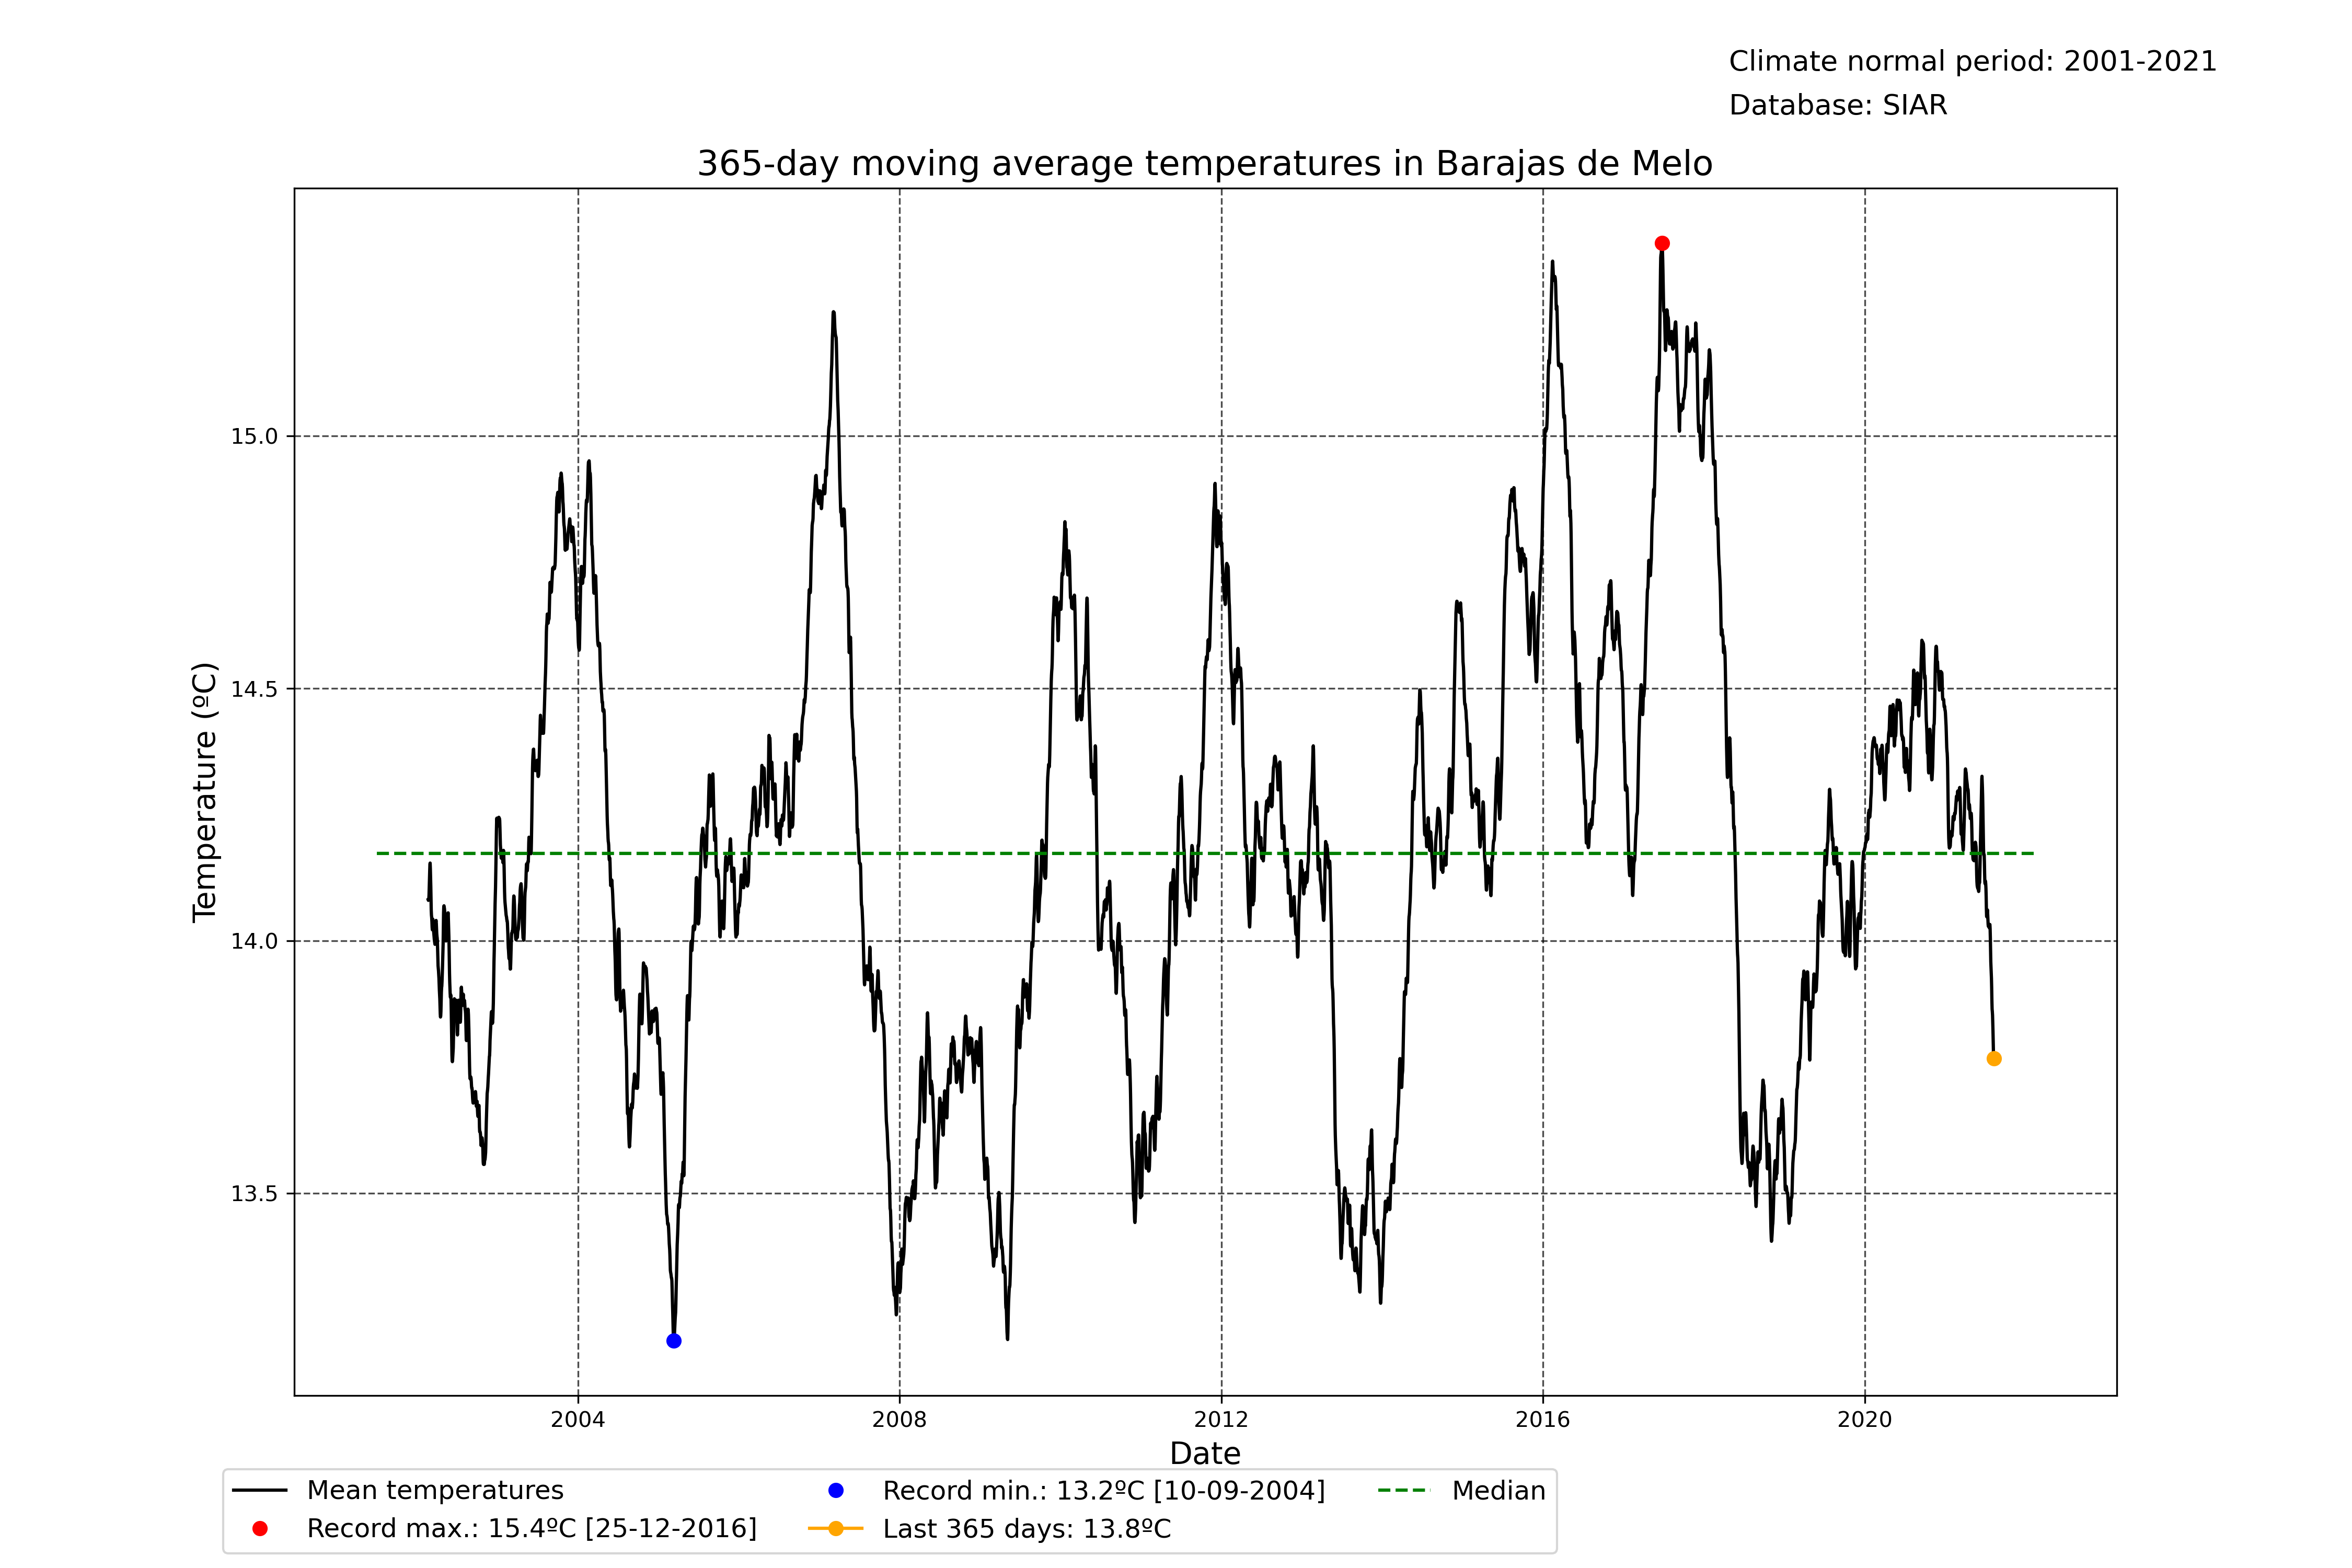 Climate normal period: 2001-2021
Database: SIAR
365-day moving average temperatures in Barajas de Melo
Temperature (ºC)
15.0
14.5
14.0
13.5
2004 2008 2012 2016 2020
Date
Mean temperatures
Record max.: 15.4ºC [25-12-2016]
Record min.: 13.2ºC [10-09-2004]
Last 365 days: 13.8ºC
Median